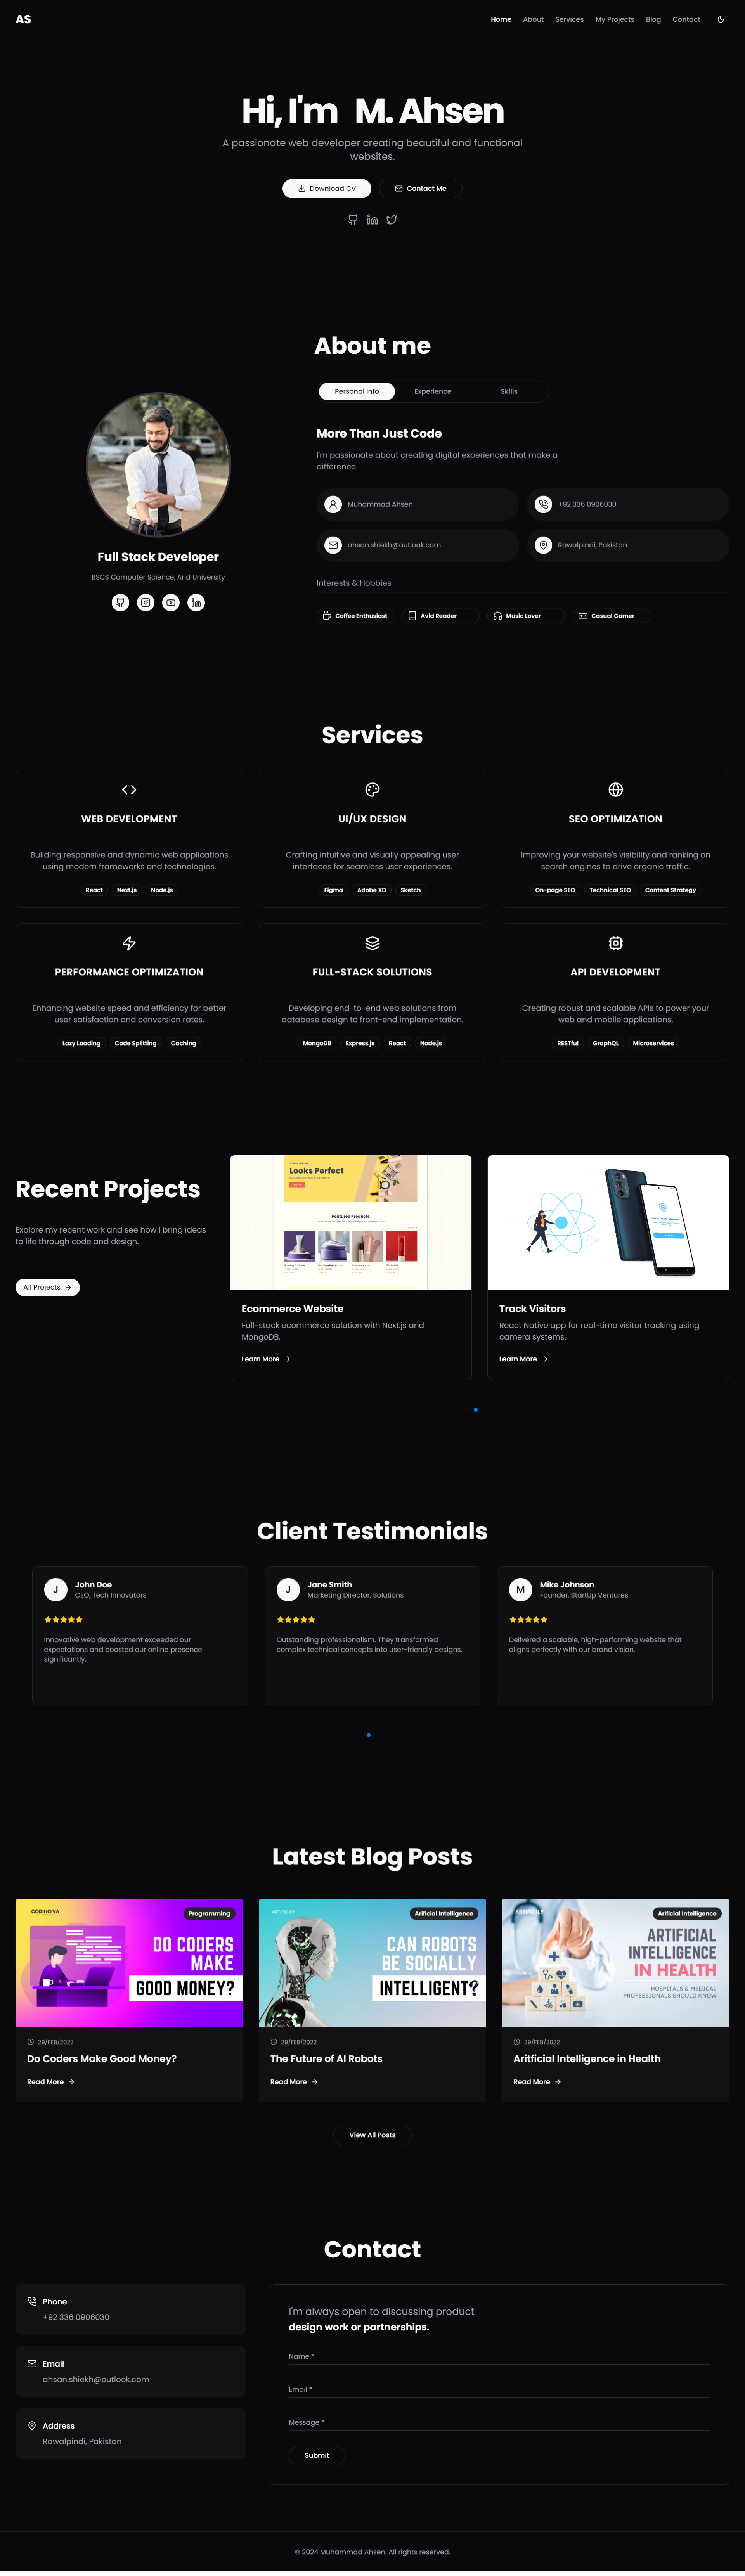 AS
Home About Services My Projects Blog Contact
Hi, I'm M. Ahsen
A passionate web developer creating beautiful and functional
websites.
Download CV
Contact Me
About me
Personal Info Experience Skills
More Than Just Code
I'm passionate about creating digital experiences that make a
difference.
Muhammad Ahsen
+92 336 0906030
ahsan.shiekh@outlook.com
Rawalpindi, Pakistan
Full Stack Developer
BSCS Computer Science, Arid University
Interests & Hobbies
Coffee Enthusiast
Avid Reader
Music Lover
Casual Gamer
Services
WEB DEVELOPMENT
Building responsive and dynamic web applications
using modern frameworks and technologies.
React Next.js Node.js
UI/UX DESIGN
Crafting intuitive and visually appealing user
interfaces for seamless user experiences.
Figma Adobe XD Sketch
SEO OPTIMIZATION
Improving your website's visibility and ranking on
search engines to drive organic traffic.
On-page SEO Technical SEO Content Strategy
PERFORMANCE OPTIMIZATION
Enhancing website speed and efficiency for better
user satisfaction and conversion rates.
Lazy Loading Code Splitting Caching
FULL-STACK SOLUTIONS
Developing end-to-end web solutions from
database design to front-end implementation.
MongoDB Express.js React Node.js
API DEVELOPMENT
Creating robust and scalable APIs to power your
web and mobile applications.
RESTful GraphQL Microservices
Recent Projects
Explore my recent work and see how I bring ideas
to life through code and design.
All Projects
Looks Perfect
Featured Products
Ecommerce Website
Full-stack ecommerce solution with Next.js and
MongoDB.
Learn More
Track Visitors
React Native app for real-time visitor tracking using
camera systems.
Learn More
Client Testimonials
J
John Doe
CEO, Tech Innovators
Innovative web development exceeded our
expectations and boosted our online presence
significantly.
J
Jane Smith
Marketing Director, Solutions
Outstanding professionalism. They transformed
complex technical concepts into user-friendly designs.
M
Mike Johnson
Founder, StartUp Ventures
Delivered a scalable, high-performing website that
aligns perfectly with our brand vision.
Latest Blog Posts
Programming
DO CODERS
MAKE
GOOD MONEY?
29/FEB/2022
Do Coders Make Good Money?
Read More
Arificial Intelligence
CAN ROBOTS
BE SOCIALLY
INTELLIGENT?
29/FEB/2022
The Future of AI Robots
Read More
Arificial Intelligence
ARTIFICIAL
INTELLIGENCE
IN HEALTH
HOSPITALS & MEDICAL
PROFESSIONALS SHOULD KNOW
29/FEB/2022
Aritficial Intelligence in Health
Read More
View All Posts
Contact
Phone
+92 336 0906030
Email
ahsan.shiekh@outlook.com
Address
Rawalpindi, Pakistan
I'm always open to discussing product
design work or partnerships.
Name *
Email *
Message *
Submit
© 2024 Muhammad Ahsen. All rights reserved.